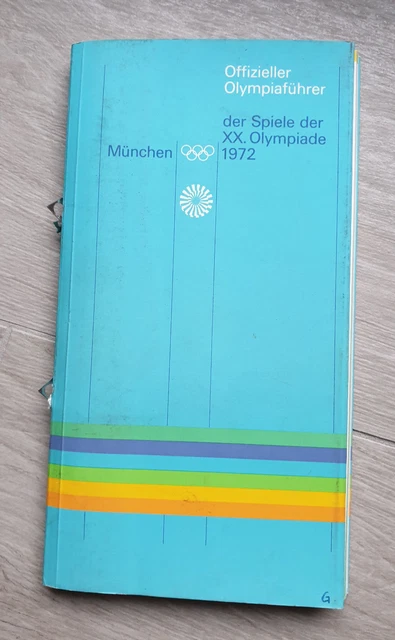 Offizieller
Olympiaführer
der Spiele der
XX. Olympiade
München 1972
G.